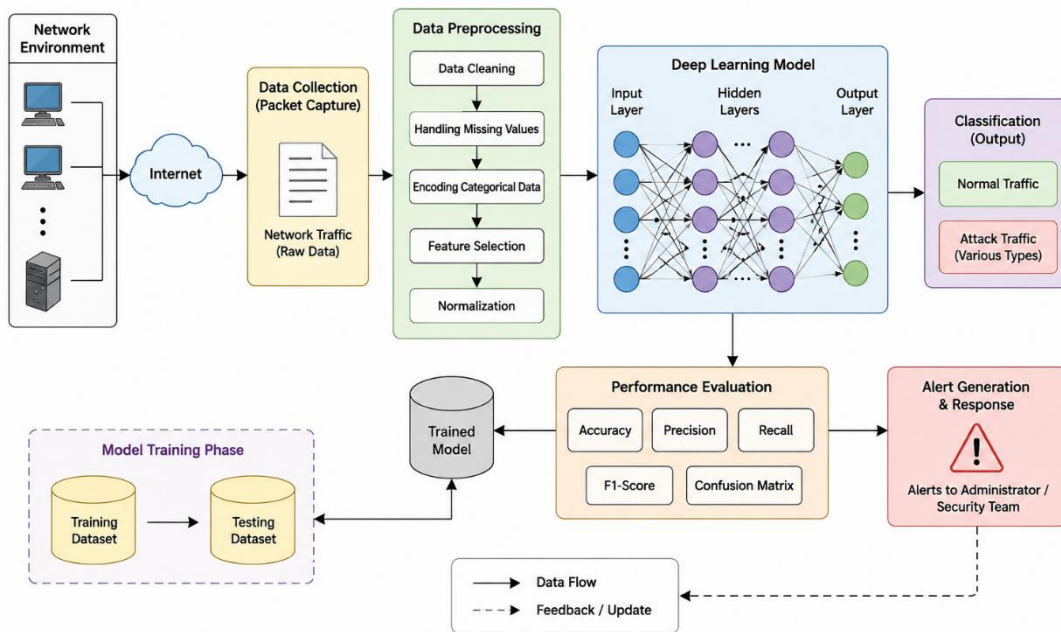 Network
Environment
Internet
Data Collection
(Packet Capture)
Network Traffic
(Raw Data)
Data Preprocessing
Data Cleaning
Handling Missing Values
Encoding Categorical Data
Feature Selection
Normalization
Deep Learning Model
Input
Layer
Hidden
Layers
Output
Layer
Classification
(Output)
Normal Traffic
Attack Traffic
(Various Types)
Model Training Phase
Training
Dataset
Testing
Dataset
Trained
Model
Performance Evaluation
Accuracy
Precision
Recall
F1-Score
Confusion Matrix
Alert Generation
& Response
Alerts to Administrator /
Security Team
Data Flow
Feedback / Update